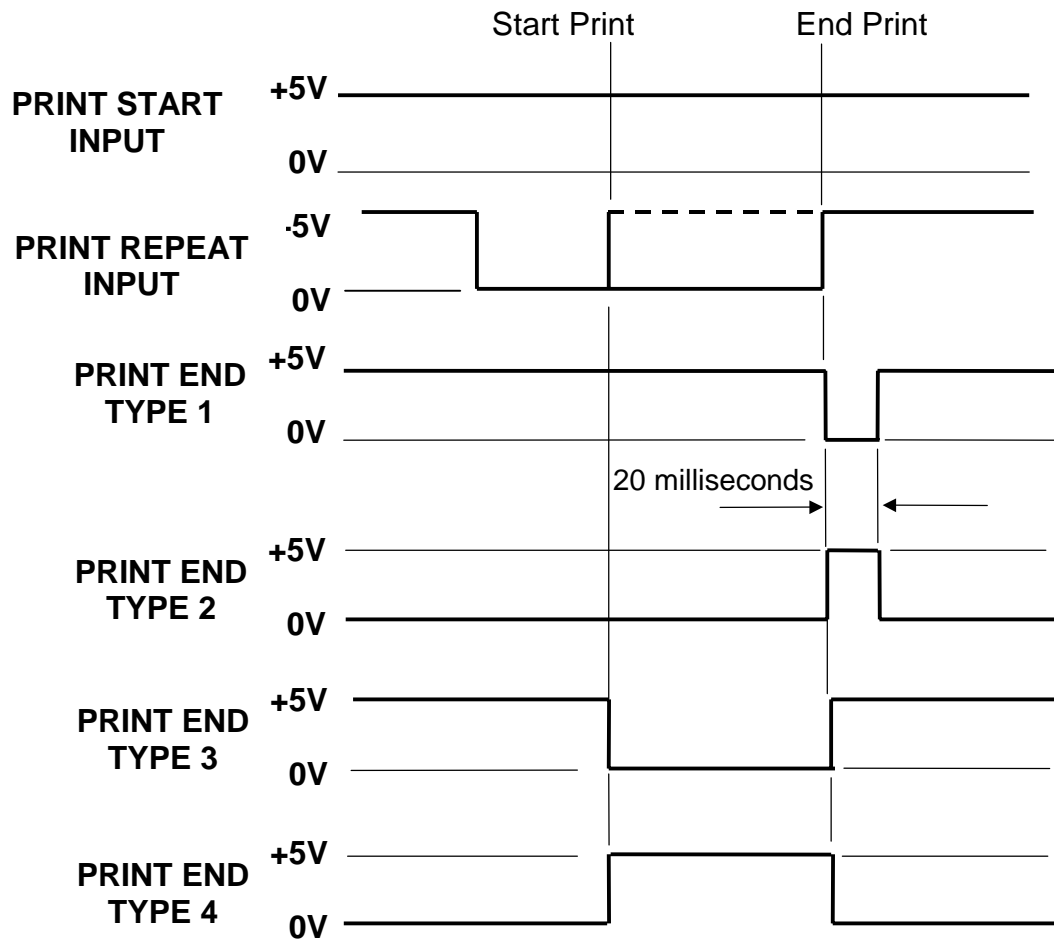 Start Print
End Print
PRINT START
INPUT
+5V
0V
PRINT REPEAT
INPUT
-5V
0V
PRINT END
TYPE 1
+5V
0V
20 milliseconds
PRINT END
TYPE 2
+5V
0V
PRINT END
TYPE 3
+5V
0V
PRINT END
TYPE 4
+5V
0V